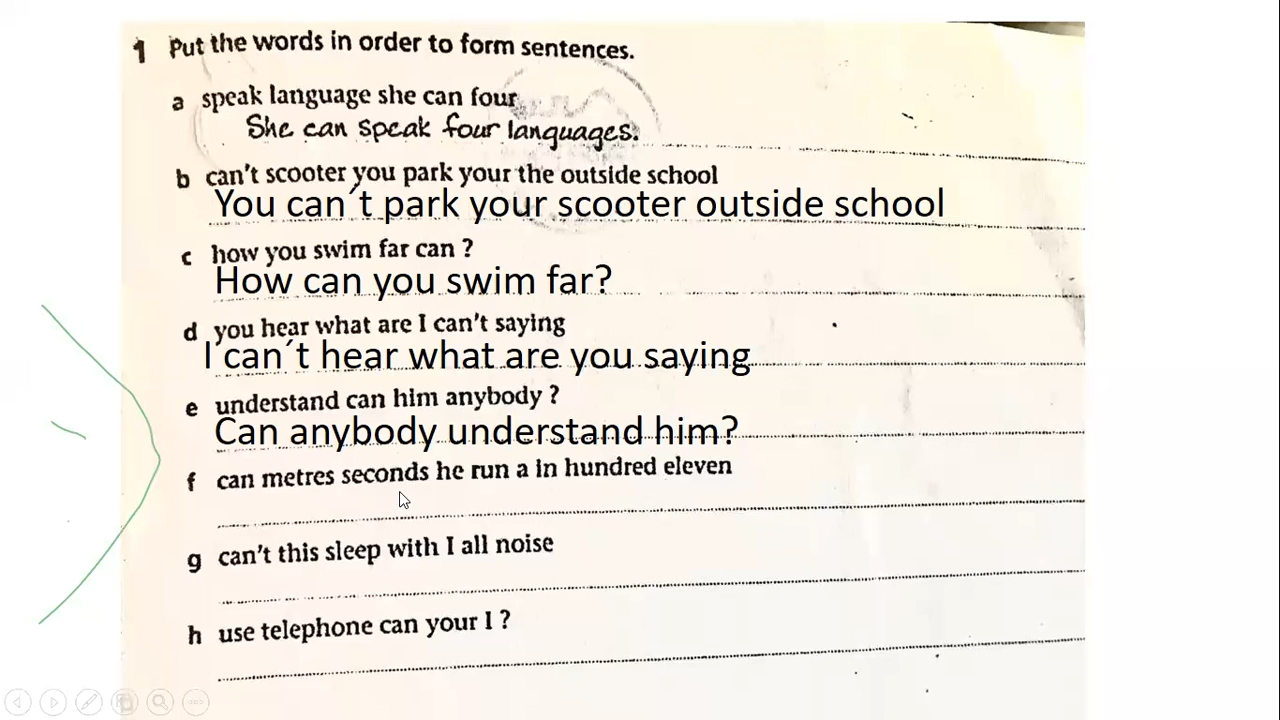 1 Put the words in order to form sentences.
a speak language she can four
She can speak four languages.
b can't scooter you park your the outside school
You can´t park your scooter outside school
c how you swim far can ?
How can you swim far?
d you hear what are I can't saying
I can´t hear what are you saying
e understand can him anybody ?
Can anybody understand him?
f can metres seconds he run a in hundred eleven
g can't this sleep with I all noise
h use telephone can your I ?